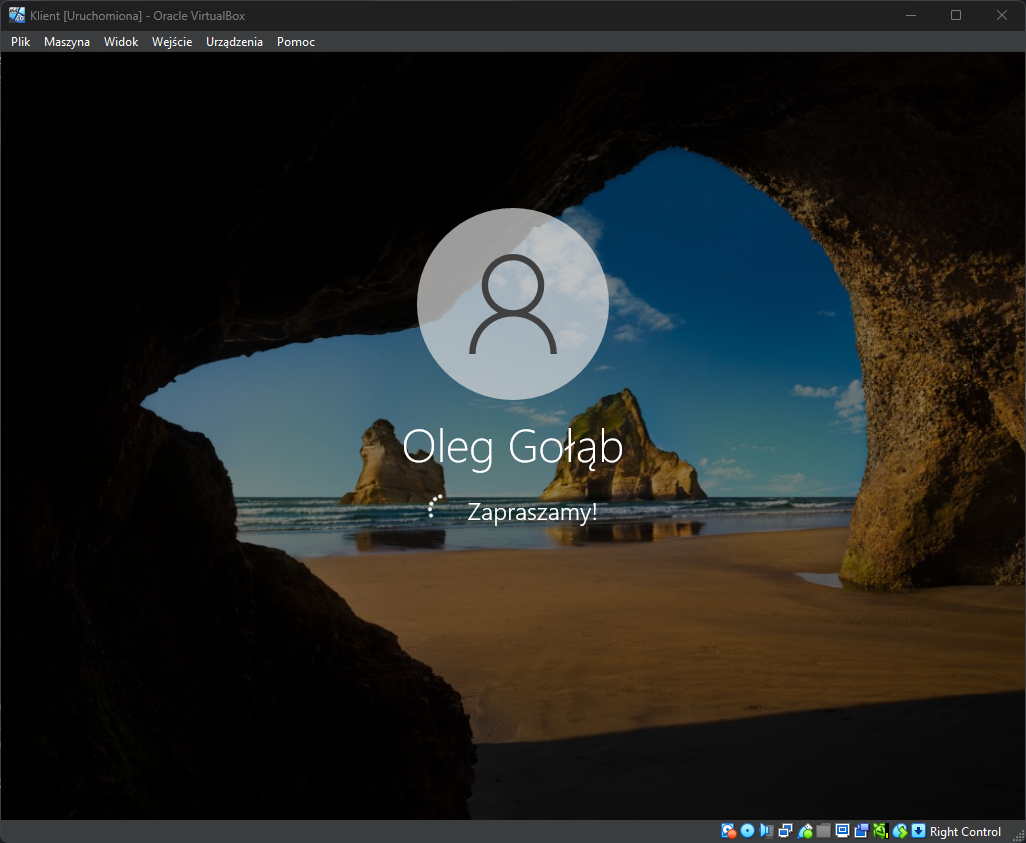 Klient [Uruchomiona] - Oracle VirtualBox
Plik Maszyna Widok Wejście Urządzenia Pomoc
Oleg Gołąb
Zapraszamy!
Right Control